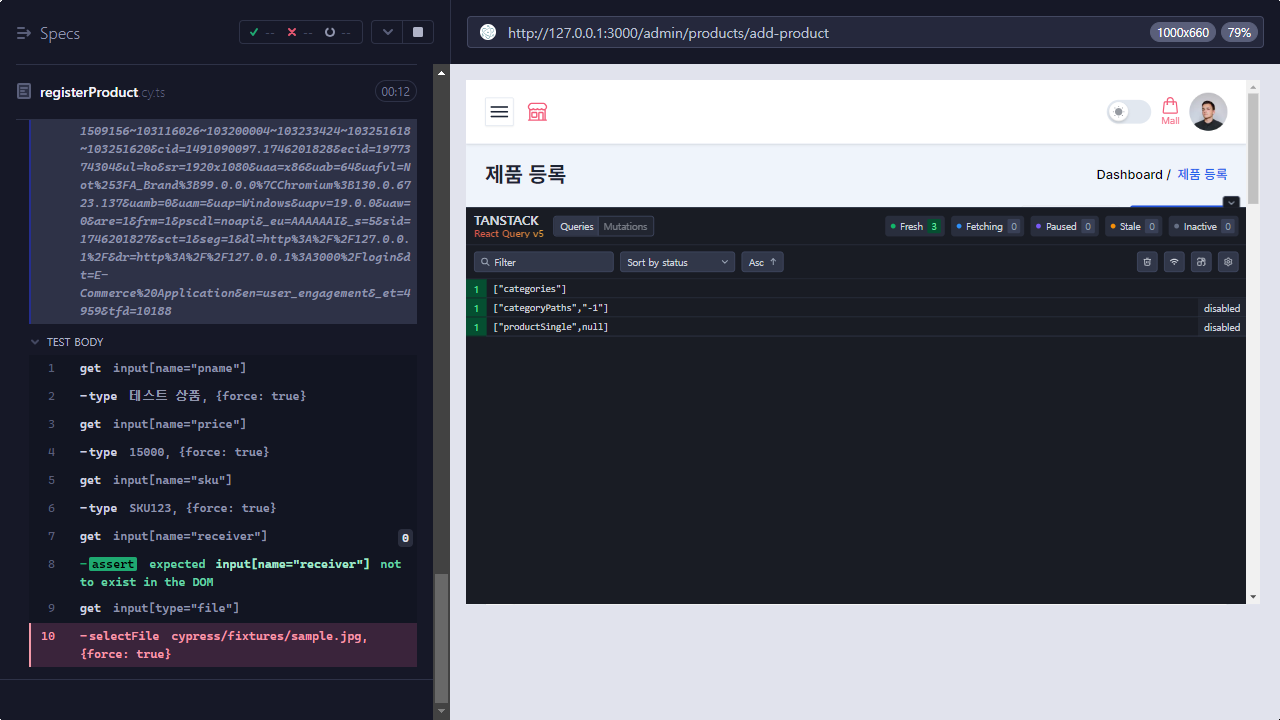 Specs
--
--
--
http://127.0.0.1:3000/admin/products/add-product
1000x660
79%
registerProduct.cy.ts
00:12
1509156~103116026~103200004~103233424~103251618
~103251620&cid=1491090097.1746201828&ecid=19773
74304&ul=ko&sr=1920x1080&uaa=x86&uab=64&uafvl=N
ot%253FA_Brand%3B99.0.0.0%7CChromium%3B130.0.67
23.137&uamb=0&uam=&uap=Windows&uapv=19.0.0&uaw=
0&are=1&frm=1&pscdl=noapi&_eu=AAAAAAI&_s=5&sid=
1746201827&sct=1&seg=1&dl=http%3A%2F%2F127.0.0.
1%2F&dr=http%3A%2F%2F127.0.0.1%3A3000%2Flogin&d
t=E-
Commerce%20Application&en=user_engagement&_et=4
959&tfd=10188
TEST BODY
1 get input[name="pname"]
2 -type 테스트 상품, {force: true}
3 get input[name="price"]
4 -type 15000, {force: true}
5 get input[name="sku"]
6 -type SKU123, {force: true}
7 get input[name="receiver"] 0
8 -assert expected input[name="receiver"] not
to exist in the DOM
9 get input[type="file"]
10 -selectFile cypress/fixtures/sample.jpg,
{force: true}
Mall
제품 등록
Dashboard / 제품 등록
TANSTACK
React Query v5
Queries Mutations
Fresh 3
Fetching 0
Paused 0
Stale 0
Inactive 0
Filter
Sort by status
Asc ↑
1 ["categories"]
1 ["categoryPaths","-1"] disabled
1 ["productSingle",null] disabled